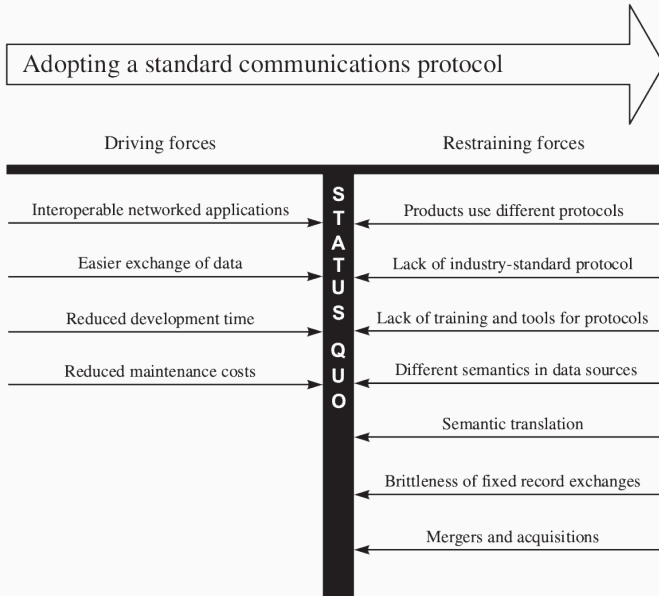 Adopting a standard communications protocol
Driving forces
Restraining forces
STATUS QUO
Interoperable networked applications
Easier exchange of data
Reduced development time
Reduced maintenance costs
Products use different protocols
Lack of industry-standard protocol
Lack of training and tools for protocols
Different semantics in data sources
Semantic translation
Brittleness of fixed record exchanges
Mergers and acquisitions